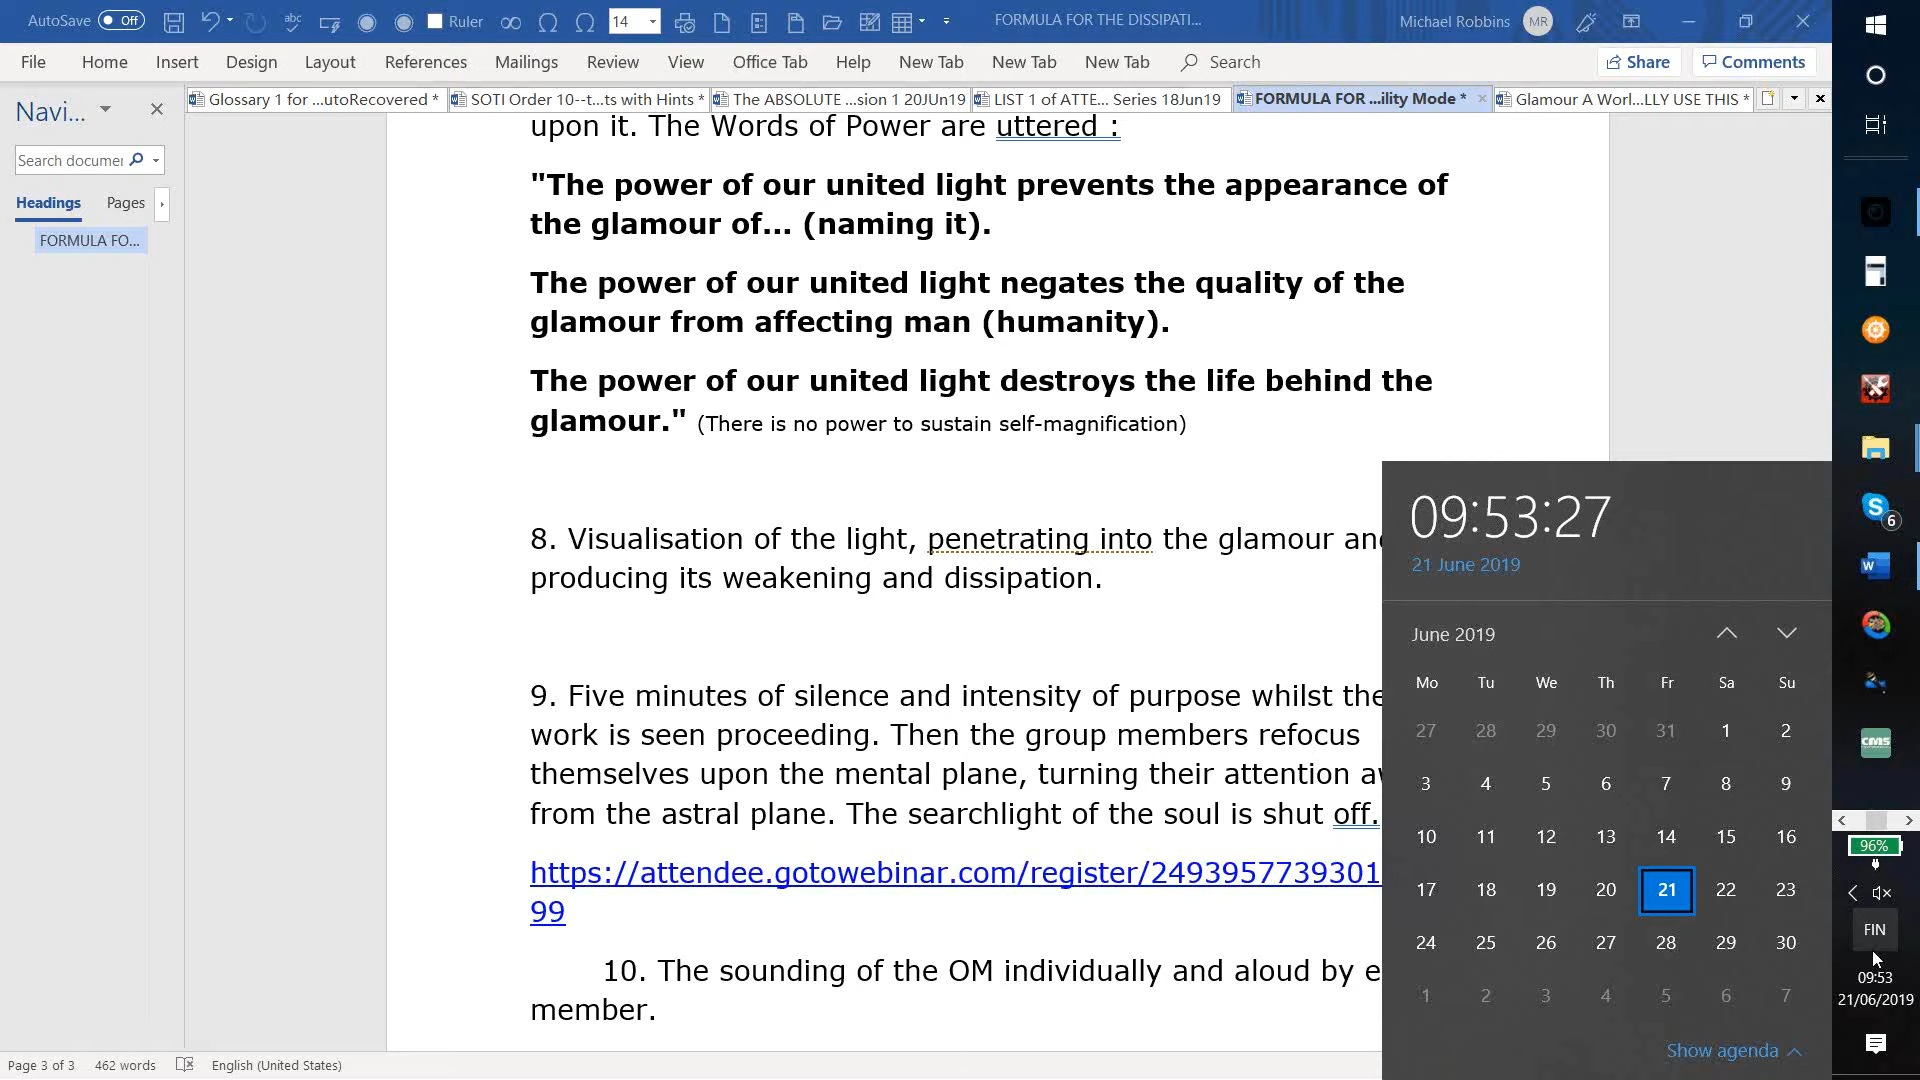 AutoSave Off abc Ruler 14 FORMULA FOR THE DISSIPATI... Michael Robbins MR
File Home Insert Design Layout References Mailings Review View Office Tab Help New Tab New Tab New Tab Search Share Comments
Navi...
Glossary 1 for ...utoRecovered * SOTI Order 10--t...ts with Hints * The ABSOLUTE ...sion 1 20JUn19 LIST 1 of ATTE... Series 18Jun19 FORMULA FOR ...ility Mode * Glamour A Worl...LLY USE THIS *
Search documen
Headings Pages
FORMULA FO...
upon it. The Words of Power are uttered :
"The power of our united light prevents the appearance of
the glamour of... (naming it).
The power of our united light negates the quality of the
glamour from affecting man (humanity).
The power of our united light destroys the life behind the
glamour." (There is no power to sustain self-magnification)
8. Visualisation of the light, penetrating into the glamour and
producing its weakening and dissipation.
9. Five minutes of silence and intensity of purpose whilst the
work is seen proceeding. Then the group members refocus
themselves upon the mental plane, turning their attention aw
from the astral plane. The searchlight of the soul is shut off.
https://attendee.gotowebinar.com/register/2493957739301
99
10. The sounding of the OM individually and aloud by e
member.
09:53:27
21 June 2019
June 2019
Mo Tu We Th Fr Sa Su
27 28 29 30 31 1 2
3 4 5 6 7 8 9
10 11 12 13 14 15 16
17 18 19 20 21 22 23
24 25 26 27 28 29 30
1 2 3 4 5 6 7
Show agenda
S 6
W
CMS
96%
FIN
09:53
21/06/2019
Page 3 of 3 462 words English (United States)